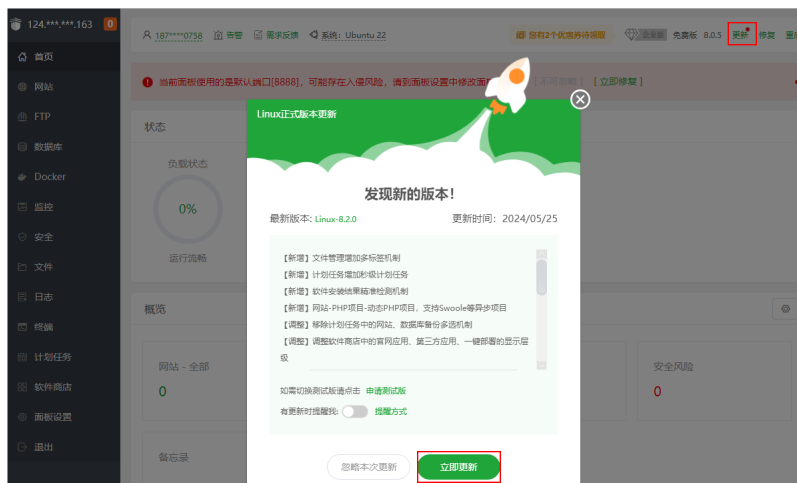 124.***.***.163 0
187****0758 告警 需求反馈 系统: Ubuntu 22 您有2个优惠券待领取 免费版 8.0.5 更新 修复 重
首页
网站
当前面板使用的是默认端口[8888]，可能存在入侵风险，请到面板设置中修改面 [ 不可忽略 ] [ 立即修复 ]
FTP
Linux正式版本更新
状态
数据库
负载状态
Docker
发现新的版本！
监控
0%
最新版本: Linux-8.2.0 更新时间：2024/05/25
安全
运行流畅
【新增】文件管理增加多标签机制
文件
【新增】计划任务增加秒级计划任务
【新增】软件安装结果精准检测机制
日志
概览
【新增】网站-PHP项目-动态PHP项目，支持Swoole等异步项目
终端
【调整】移除计划任务中的网站、数据库备份多选机制
【调整】调整软件商店中的官网应用、第三方应用、一键部署的显示层
级
计划任务
网站 - 全部
安全风险
软件商店
0
0
如需切换测试版请点击 申请测试版
有更新时提醒我: 提醒方式
面板设置
退出
备忘录
忽略本次更新 立即更新